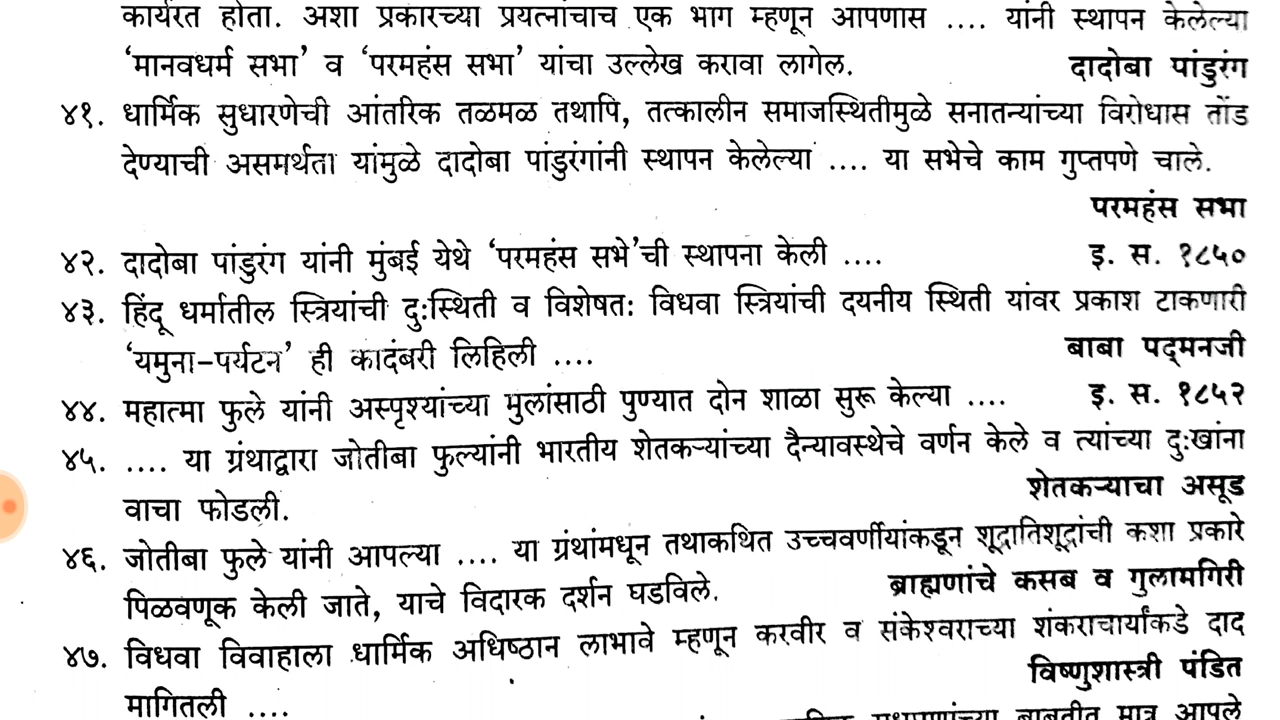 कार्यरत होता. अशा प्रकारच्या प्रयत्नांचाच एक भाग म्हणून आपणास .... यांनी स्थापन केलेल्या
‘मानवधर्म सभा’ व ‘परमहंस सभा’ यांचा उल्लेख करावा लागेल. दादोबा पांडुरंग
४१. धार्मिक सुधारणेची आंतरिक तळमळ तथापि, तत्कालीन समाजस्थितीमुळे सनातन्यांच्या विरोधास तोंड
देण्याची असमर्थता यांमुळे दादोबा पांडुरंगांनी स्थापन केलेल्या .... या सभेचे काम गुप्तपणे चाले.
परमहंस सभा
४२. दादोबा पांडुरंग यांनी मुंबई येथे ‘परमहंस सभे’ची स्थापना केली .... इ. स. १८५०
४३. हिंदू धर्मातील स्त्रियांची दुःस्थिती व विशेषतः विधवा स्त्रियांची दयनीय स्थिती यांवर प्रकाश टाकणारी
‘यमुना-पर्यटन’ ही कादंबरी लिहिली .... बाबा पद्‌मनजी
४४. महात्मा फुले यांनी अस्पृश्यांच्या मुलांसाठी पुण्यात दोन शाळा सुरू केल्या .... इ. स. १८५२
४५. .... या ग्रंथाद्वारा जोतीबा फुल्यांनी भारतीय शेतकऱ्यांच्या दैन्यावस्थेचे वर्णन केले व त्यांच्या दुःखांना
वाचा फोडली. शेतकऱ्याचा असूड
४६. जोतीबा फुले यांनी आपल्या .... या ग्रंथांमधून तथाकथित उच्चवर्णीयांकडून शूद्रातिशूद्रांची कशा प्रकारे
पिळवणूक केली जाते, याचे विदारक दर्शन घडविले. ब्राह्मणांचे कसब व गुलामगिरी
४७. विधवा विवाहाला धार्मिक अधिष्ठान लाभावे म्हणून करवीर व संकेश्वराच्या शंकराचार्यांकडे दाद
मागितली .... विष्णुशास्त्री पंडित
बाबतीत मात्र आपले